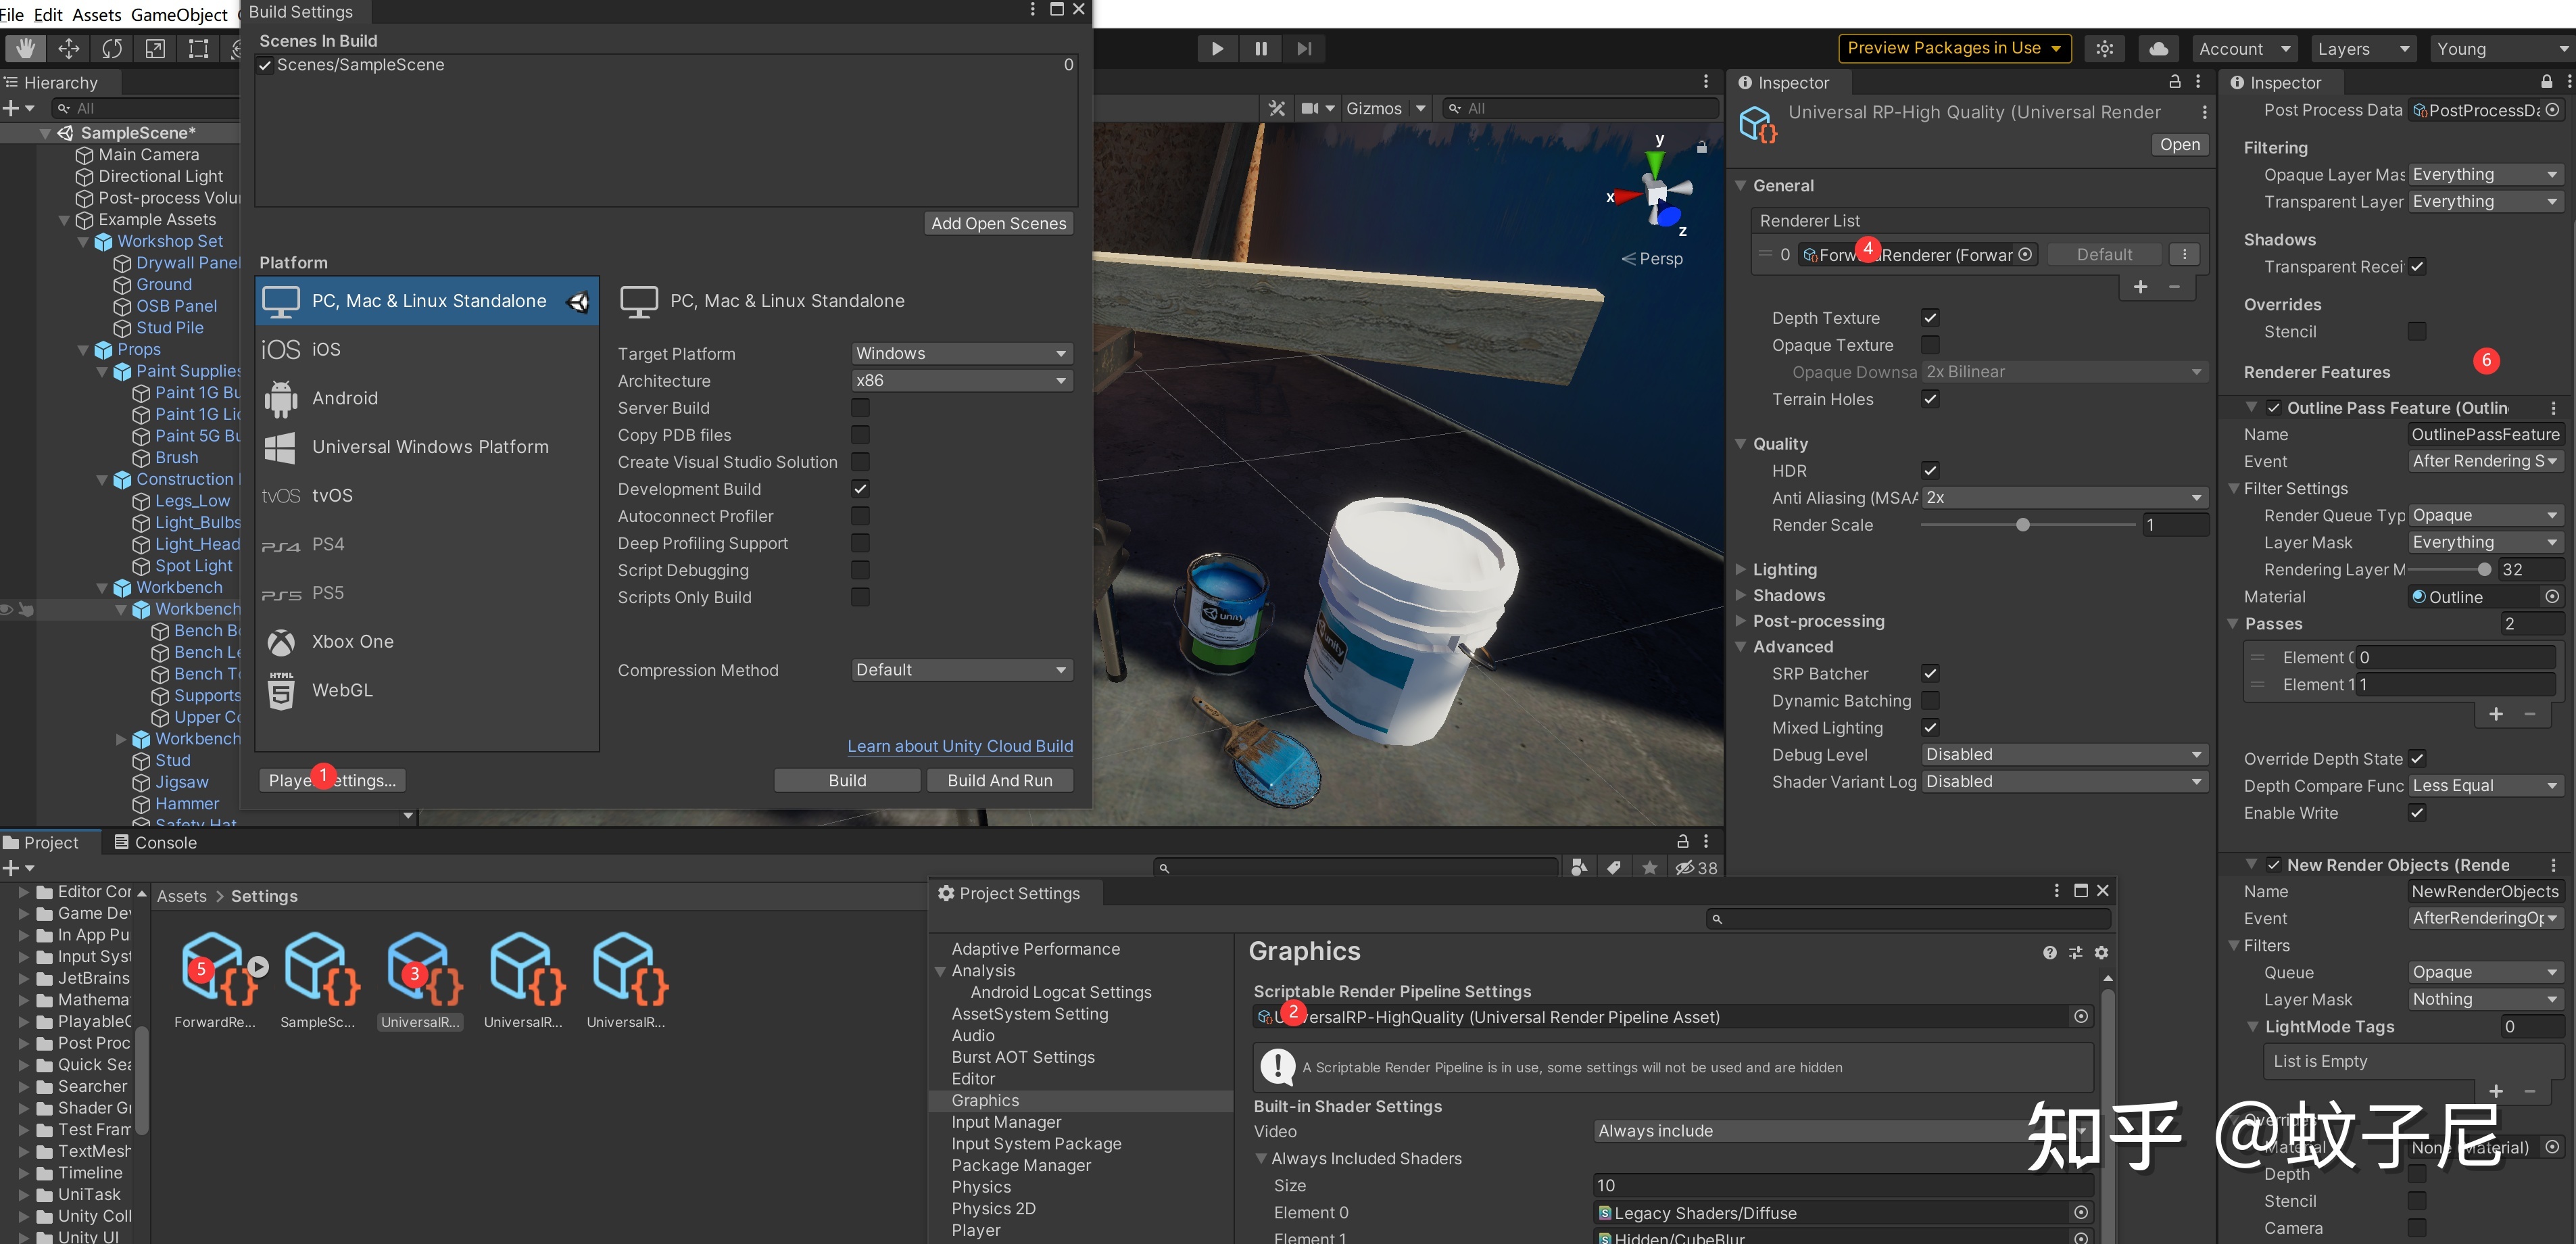 File Edit Assets GameObject
Build Settings
Scenes In Build
Scenes/SampleScene 0
Add Open Scenes
Platform
PC, Mac & Linux Standalone
iOS iOS
Android
Universal Windows Platform
tvOS tvOS
PS4 PS4
PS5 PS5
Xbox One
HTML
5 WebGL
PC, Mac & Linux Standalone
Target Platform Windows
Architecture x86
Server Build
Copy PDB files
Create Visual Studio Solution
Development Build
Autoconnect Profiler
Deep Profiling Support
Script Debugging
Scripts Only Build
Compression Method Default
Learn about Unity Cloud Build
1
Build
Build And Run
Preview Packages in Use
Account
Layers
Young
Hierarchy
All
SampleScene*
Main Camera
Directional Light
Post-process Volu
Example Assets
Workshop Set
Drywall Panel
Ground
OSB Panel
Stud Pile
Props
Paint Supplies
Paint 1G Bu
Paint 1G Lic
Paint 5G Bu
Brush
Construction
Legs_Low
Light_Bulbs
Light_Head
Spot Light
Workbench
Workbench
Bench Bo
Bench Le
Bench To
Supports
Upper Co
Workbench
Stud
Jigsaw
Hammer
Safety Hat
Gizmos
All
y
x
z
Persp
unity
unity
Inspector
Universal RP-High Quality (Universal Render
Open
General
Renderer List
0 Forw 4 Renderer (Forwar Default
Depth Texture
Opaque Texture
Opaque Downsa 2x Bilinear
Terrain Holes
Quality
HDR
Anti Aliasing (MSAA 2x
Render Scale 1
Lighting
Shadows
Post-processing
Advanced
SRP Batcher
Dynamic Batching
Mixed Lighting
Debug Level Disabled
Shader Variant Log Disabled
Inspector
Post Process Data PostProcessDa
Filtering
Opaque Layer Mas Everything
Transparent Layer Everything
Shadows
Transparent Recei
Overrides
Stencil
6
Renderer Features
Outline Pass Feature (Outlin
Name OutlinePassFeature
Event After Rendering S
Filter Settings
Render Queue Typ Opaque
Layer Mask Everything
Rendering Layer M 32
Material Outline
Passes 2
Element 0 0
Element 1 1
Override Depth State
Depth Compare Func Less Equal
Enable Write
New Render Objects (Rende
Name NewRenderObjects
Event AfterRenderingOp
Filters
Queue Opaque
Layer Mask Nothing
LightMode Tags 0
List is Empty
Overrides
Material None (Material)
Depth
Stencil
Camera
Project
Console
38
Editor Cor
Game Dev
In App Pu
Input Syst
JetBrains
Mathema
PlayableG
Post Proc
Quick Sea
Searcher
Shader Gr
Test Fram
TextMesh
Timeline
UniTask
Unity Coll
Unity UI
Assets > Settings
5
3
ForwardRe...
SampleSc...
UniversalR...
UniversalR...
UniversalR...
Project Settings
Adaptive Performance
Analysis
Android Logcat Settings
AssetSystem Setting
Audio
Burst AOT Settings
Editor
Graphics
Input Manager
Input System Package
Package Manager
Physics
Physics 2D
Player
Graphics
Scriptable Render Pipeline Settings
2
UniversalRP-HighQuality (Universal Render Pipeline Asset)
A Scriptable Render Pipeline is in use, some settings will not be used and are hidden
Built-in Shader Settings
Video Always include
Always Included Shaders
Size 10
Element 0 Legacy Shaders/Diffuse
Element 1 Hidden/CubeBlur
知乎 @蚊子尼